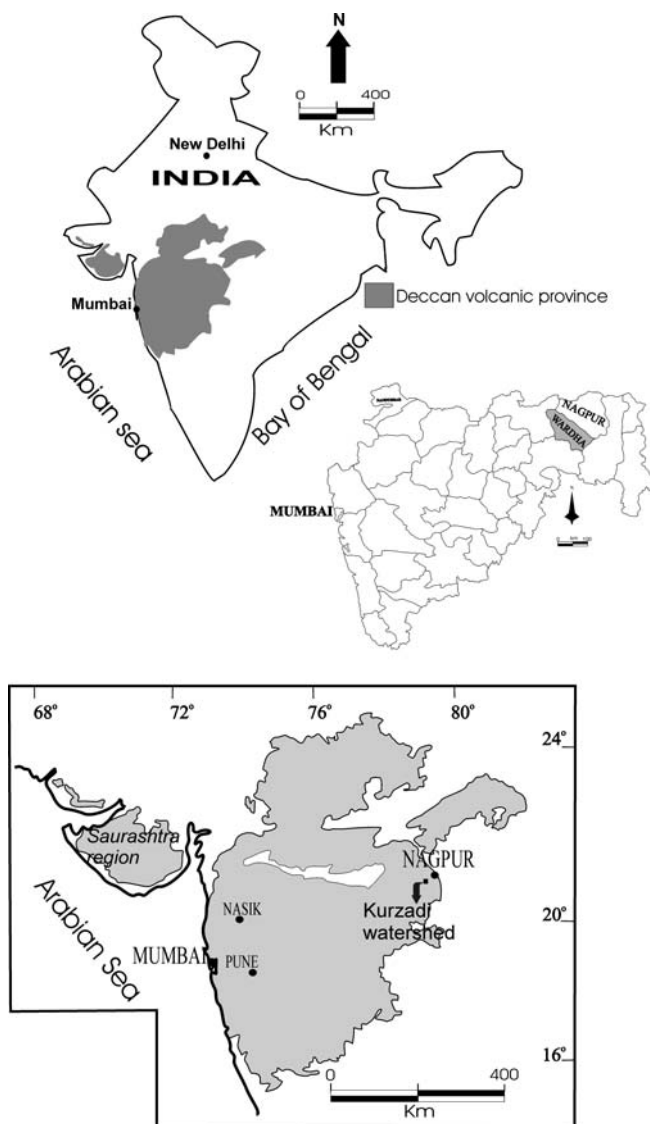 N
0 400
Km
New Delhi
INDIA
Mumbai
Deccan volcanic province
Arabian sea
Bay of Bengal
NAGPUR
WARDHA
MUMBAI
68° 72° 76° 80°
24°
Saurashtra
region
NAGPUR
Kurzadi
watershed
NASIK
20°
MUMBAI
PUNE
Arabian Sea
16°
0 400
Km